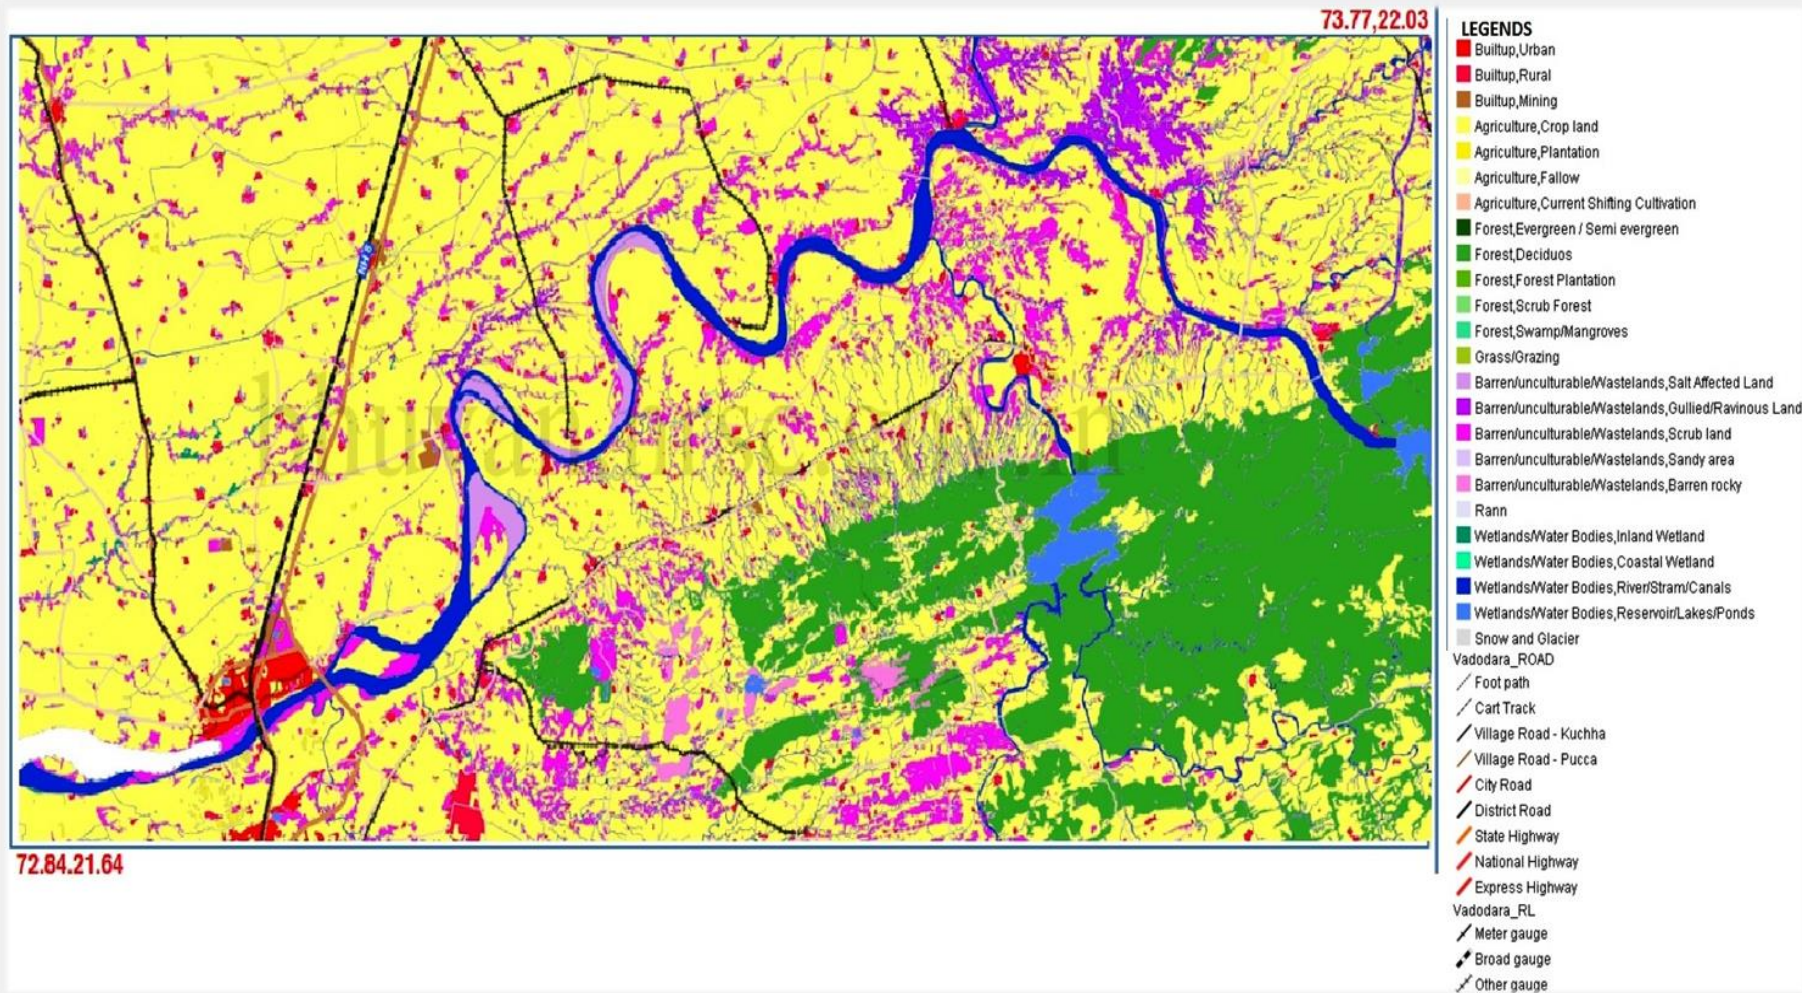 73.77,22.03
72.84.21.64
LEGENDS
Builtup,Urban
Builtup,Rural
Builtup,Mining
Agriculture,Crop land
Agriculture,Plantation
Agriculture,Fallow
Agriculture,Current Shifting Cultivation
Forest,Evergreen / Semi evergreen
Forest,Deciduos
Forest,Forest Plantation
Forest,Scrub Forest
Forest,Swamp/Mangroves
Grass/Grazing
Barren/unculturable/Wastelands,Salt Affected Land
Barren/unculturable/Wastelands,Gullied/Ravinous Land
Barren/unculturable/Wastelands,Scrub land
Barren/unculturable/Wastelands,Sandy area
Barren/unculturable/Wastelands,Barren rocky
Rann
Wetlands/Water Bodies,Inland Wetland
Wetlands/Water Bodies,Coastal Wetland
Wetlands/Water Bodies,River/Stram/Canals
Wetlands/Water Bodies,Reservoir/Lakes/Ponds
Snow and Glacier
Vadodara_ROAD
Foot path
Cart Track
Village Road - Kuchha
Village Road - Pucca
City Road
District Road
State Highway
National Highway
Express Highway
Vadodara_RL
Meter gauge
Broad gauge
Other gauge